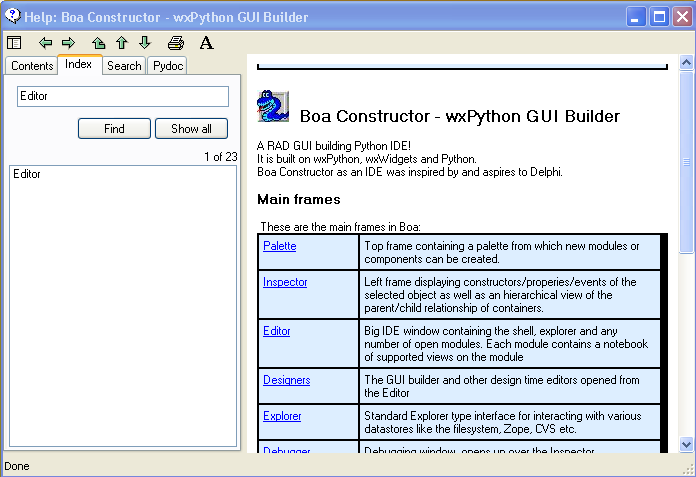 Help: Boa Constructor - wxPython GUI Builder
A
Contents Index Search Pydoc
Editor
Find Show all
1 of 23
Editor
Boa Constructor - wxPython GUI Builder
A RAD GUI building Python IDE!
It is built on wxPython, wxWidgets and Python.
Boa Constructor as an IDE was inspired by and aspires to Delphi.
Main frames
These are the main frames in Boa:
Palette
Top frame containing a palette from which new modules or
components can be created.
Inspector
Left frame displaying constructors/properies/events of the
selected object as well as an hierarchical view of the
parent/child relationship of containers.
Editor
Big IDE window containing the shell, explorer and any
number of open modules. Each module contains a notebook
of supported views on the module
Designers
The GUI builder and other design time editors opened from
the Editor
Explorer
Standard Explorer type interface for interacting with various
datastores like the filesystem, Zope, CVS etc.
Debugger
Debugging window, opens up over the Inspector
Done